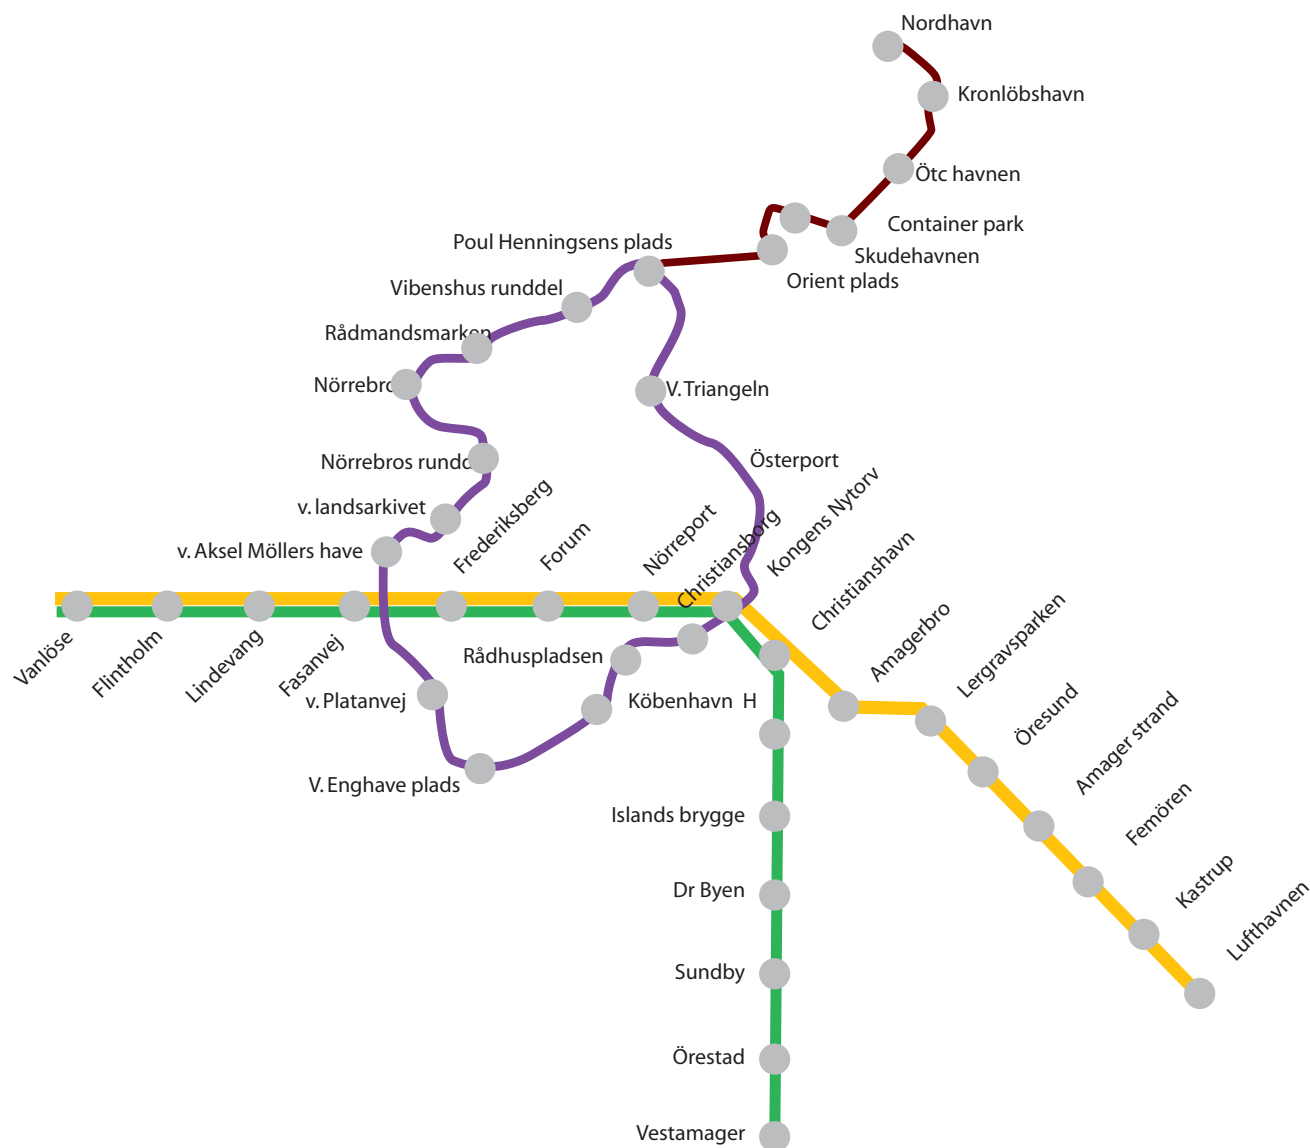 Nordhavn
Kronlöbshavn
Ötc havnen
Container park
Skudehavnen
Orient plads
Poul Henningsens plads
Vibenshus runddel
Rådmandsmarken
Nörrebro
V. Triangeln
Österport
Nörrebros rundd
v. landsarkivet
v. Aksel Möllers have
Frederiksberg
Forum
Nörreport
Christiansborg
Kongens Nytorv
Christianshavn
Amagerbro
Lergravsparken
Öresund
Amager strand
Femören
Kastrup
Lufthavnen
Vanlöse
Flintholm
Lindevang
Fasanvej
Rådhuspladsen
v. Platanvej
Köbenhavn H
V. Enghave plads
Islands brygge
Dr Byen
Sundby
Örestad
Vestamager